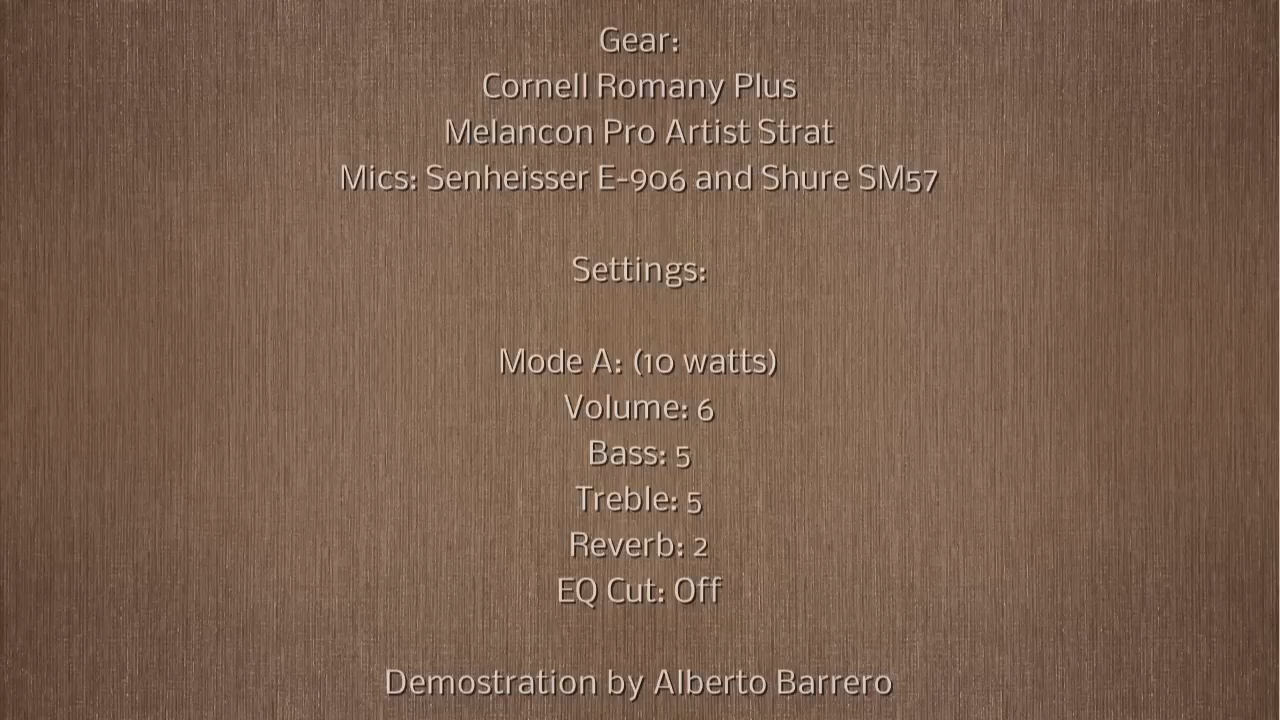 Gear:
Cornell Romany Plus
Melancon Pro Artist Strat
Mics: Senheisser E-906 and Shure SM57
Settings:
Mode A: (10 watts)
Volume: 6
Bass: 5
Treble: 5
Reverb: 2
EQ Cut: Off
Demostration by Alberto Barrero